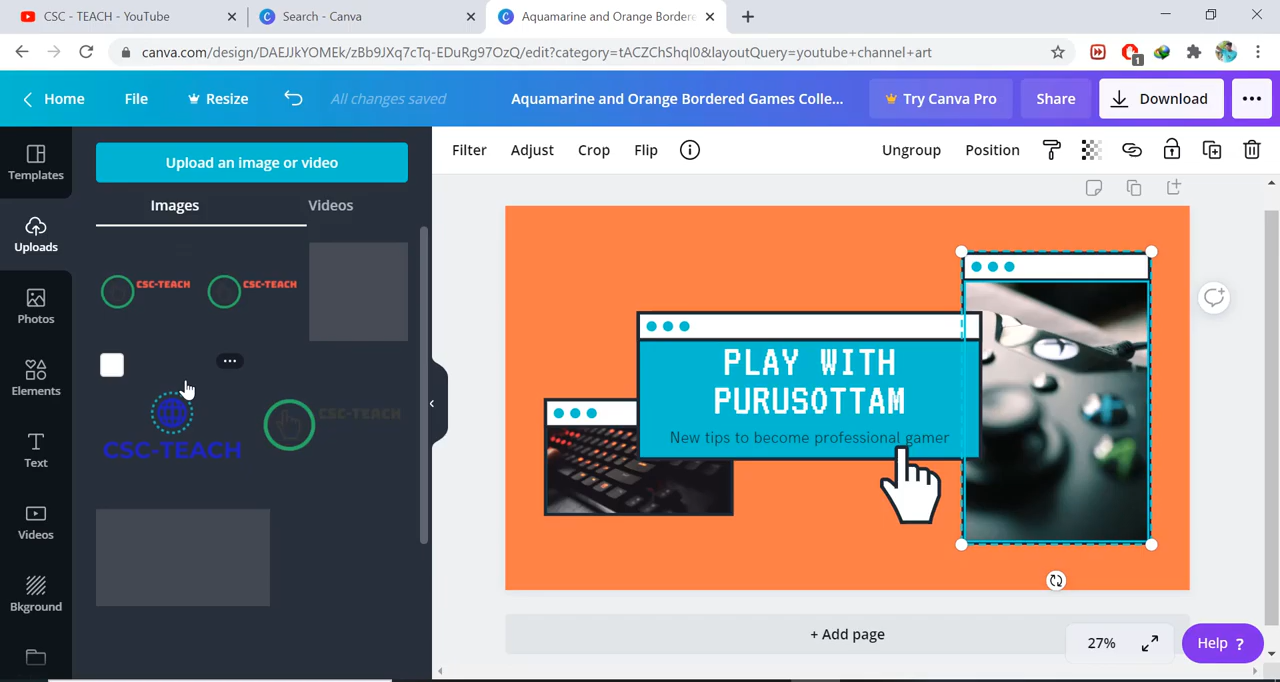 CSC - TEACH - YouTube
Search - Canva
Aquamarine and Orange Bordere
canva.com/design/DAEJJkYOMEk/zBb9JXq7cTq-EDuRg97OzQ/edit?category=tACZChShqI0&layoutQuery=youtube+channel+art
1
Home
File
Resize
All changes saved
Aquamarine and Orange Bordered Games Colle...
Try Canva Pro
Share
Download
Templates
Uploads
Photos
Elements
Text
Videos
Bkground
Upload an image or video
Images
Videos
CSC-TEACH
CSC-TEACH
CSC-TEACH
CSC-TEACH
Filter
Adjust
Crop
Flip
Ungroup
Position
PLAY WITH
PURUSOTTAM
New tips to become professional gamer
+ Add page
27%
Help ?